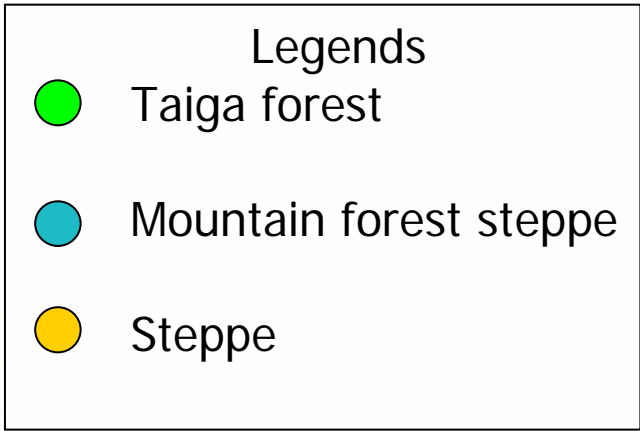 Legends
Taiga forest
Mountain forest steppe
Steppe